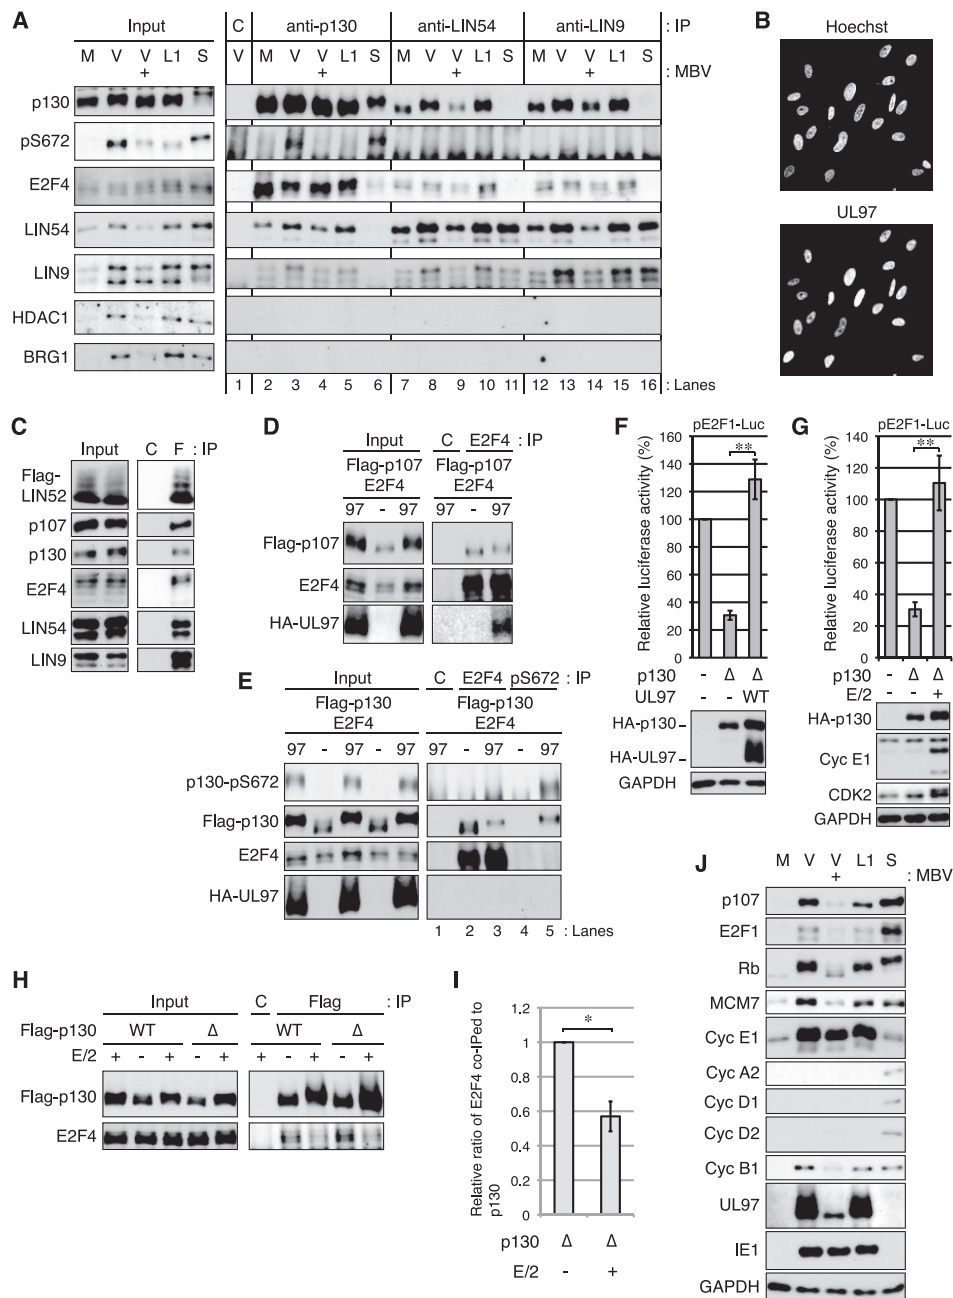 A
Input
C
anti-p130
anti-LIN54
anti-LIN9
: IP
M V V L1 S
V
M V V L1 S
M V V L1 S
M V V L1 S
+ + + + : MBV
p130
pS672
E2F4
LIN54
LIN9
HDAC1
BRG1
1 2 3 4 5 6 7 8 9 10 11 12 13 14 15 16 : Lanes
B
Hoechst
UL97
C
Input C F : IP
Flag-
LIN52
p107
p130
E2F4
LIN54
LIN9
D
Input C E2F4 : IP
Flag-p107 Flag-p107
E2F4 E2F4
97 - 97 97 - 97
Flag-p107
E2F4
HA-UL97
E
Input C E2F4 pS672 : IP
Flag-p130 Flag-p130
E2F4 E2F4
97 - 97 - 97 97 - 97 - 97
p130-pS672
Flag-p130
E2F4
HA-UL97
1 2 3 4 5 : Lanes
F
pE2F1-Luc
Relative luciferase activity (%)
160
140
120
100
80
60
40
20
0
**
p130 - Δ Δ
UL97 - - WT
HA-p130
HA-UL97
GAPDH
G
pE2F1-Luc
Relative luciferase activity (%)
140
120
100
80
60
40
20
0
**
p130 - Δ Δ
E/2 - - +
HA-p130
Cyc E1
CDK2
GAPDH
H
Input C Flag : IP
Flag-p130 WT Δ WT Δ
E/2 + - + - + + - + - +
Flag-p130
E2F4
I
Relative ratio of E2F4 co-IPed to
p130
1.2
1
0.8
0.6
0.4
0.2
0
*
p130 Δ Δ
E/2 - +
J
M V V L1 S
+ : MBV
p107
E2F1
Rb
MCM7
Cyc E1
Cyc A2
Cyc D1
Cyc D2
Cyc B1
UL97
IE1
GAPDH